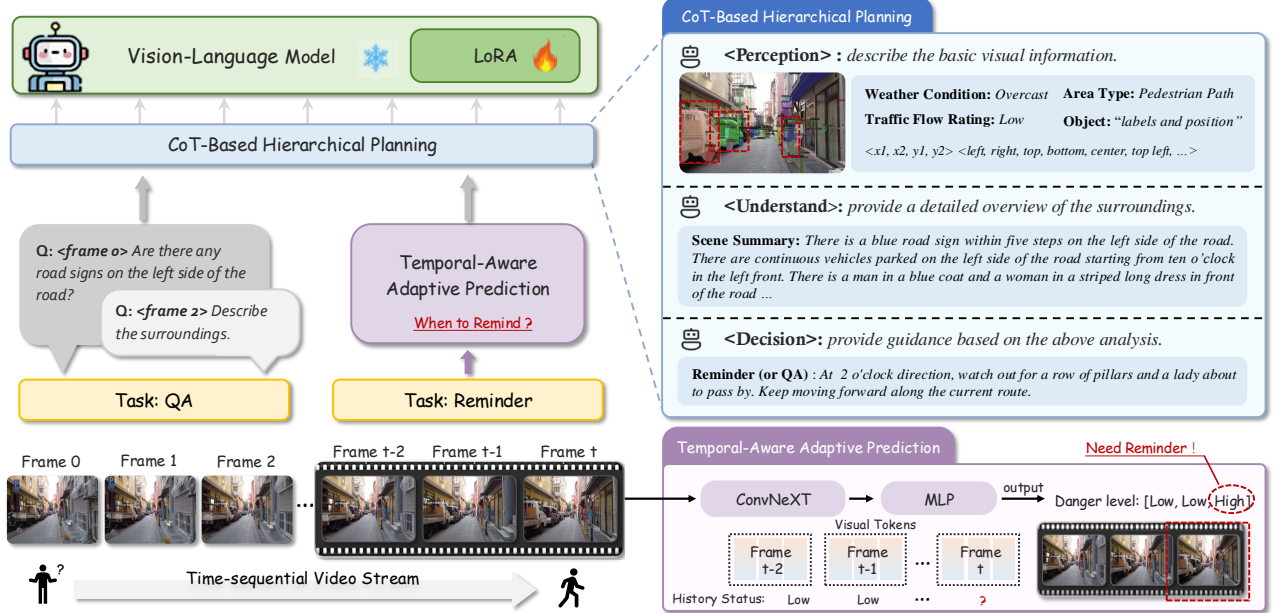 Vision-Language Model
LoRA
CoT-Based Hierarchical Planning
Q: <frame 0> Are there any
road signs on the left side of the
road?
Q: <frame 2> Describe
the surroundings.
Temporal-Aware
Adaptive Prediction
When to Remind ?
Task: QA
Task: Reminder
Frame 0
Frame 1
Frame 2
...
Frame t-2
Frame t-1
Frame t
?
Time-sequential Video Stream
CoT-Based Hierarchical Planning
<Perception> : describe the basic visual information.
Weather Condition: Overcast
Area Type: Pedestrian Path
Traffic Flow Rating: Low
Object: “labels and position”
<x1, x2, y1, y2> <left, right, top, bottom, center, top left, ...>
<Understand>: provide a detailed overview of the surroundings.
Scene Summary: There is a blue road sign within five steps on the left side of the road.
There are continuous vehicles parked on the left side of the road starting from ten o’clock
in the left front. There is a man in a blue coat and a woman in a striped long dress in front
of the road ...
<Decision>: provide guidance based on the above analysis.
Reminder (or QA) : At 2 o'clock direction, watch out for a row of pillars and a lady about
to pass by. Keep moving forward along the current route.
Temporal-Aware Adaptive Prediction
Need Reminder !
ConvNeXT
MLP
output
Danger level: [Low, Low, High]
Visual Tokens
Frame
t-2
Frame
t-1
...
Frame
t
History Status:
Low
Low
...
?